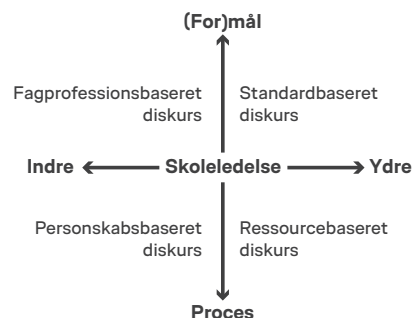 (For)mål
Fagprofessionsbaseret
diskurs
Standardbaseret
diskurs
Indre
Skoleledelse
Ydre
Personskabsbaseret
diskurs
Ressourcebaseret
diskurs
Proces